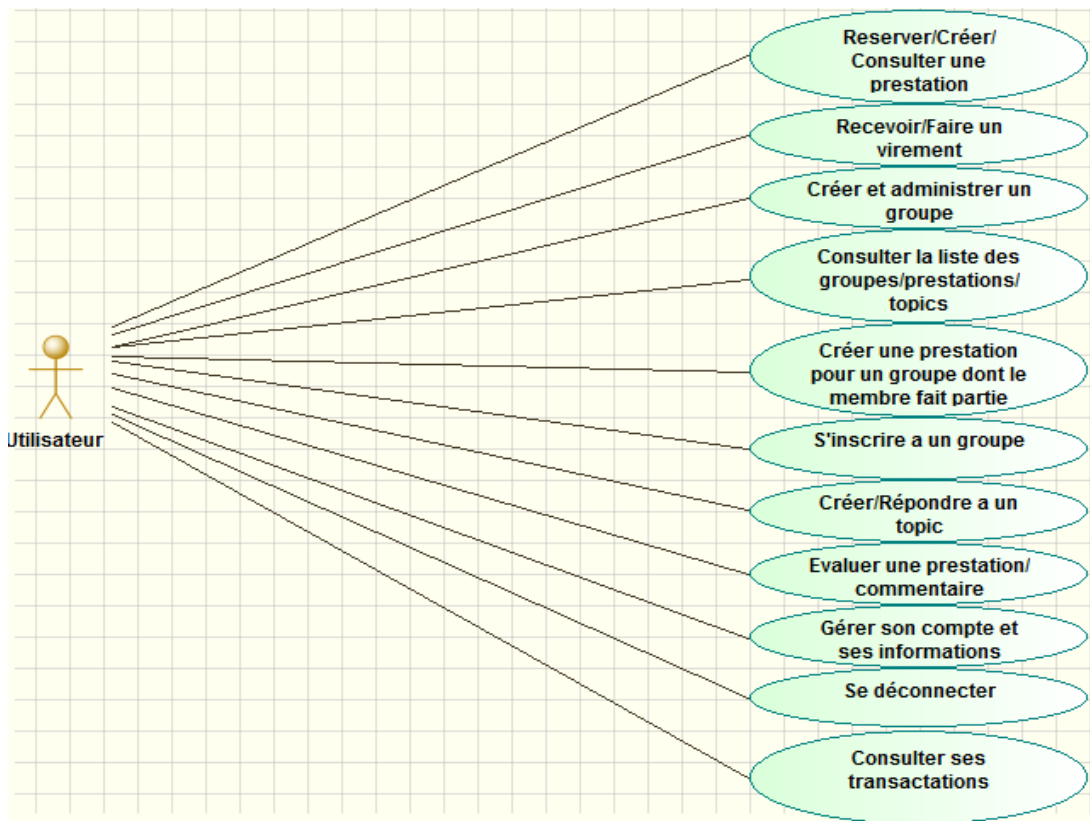 Reserver/Créer/
Consulter une
prestation
Recevoir/Faire un
virement
Créer et administrer un
groupe
Consulter la liste des
groupes/prestations/
topics
Créer une prestation
pour un groupe dont le
membre fait partie
Utilisateur
S'inscrire a un groupe
Créer/Répondre a un
topic
Evaluer une prestation/
commentaire
Gérer son compte et
ses informations
Se déconnecter
Consulter ses
transactations